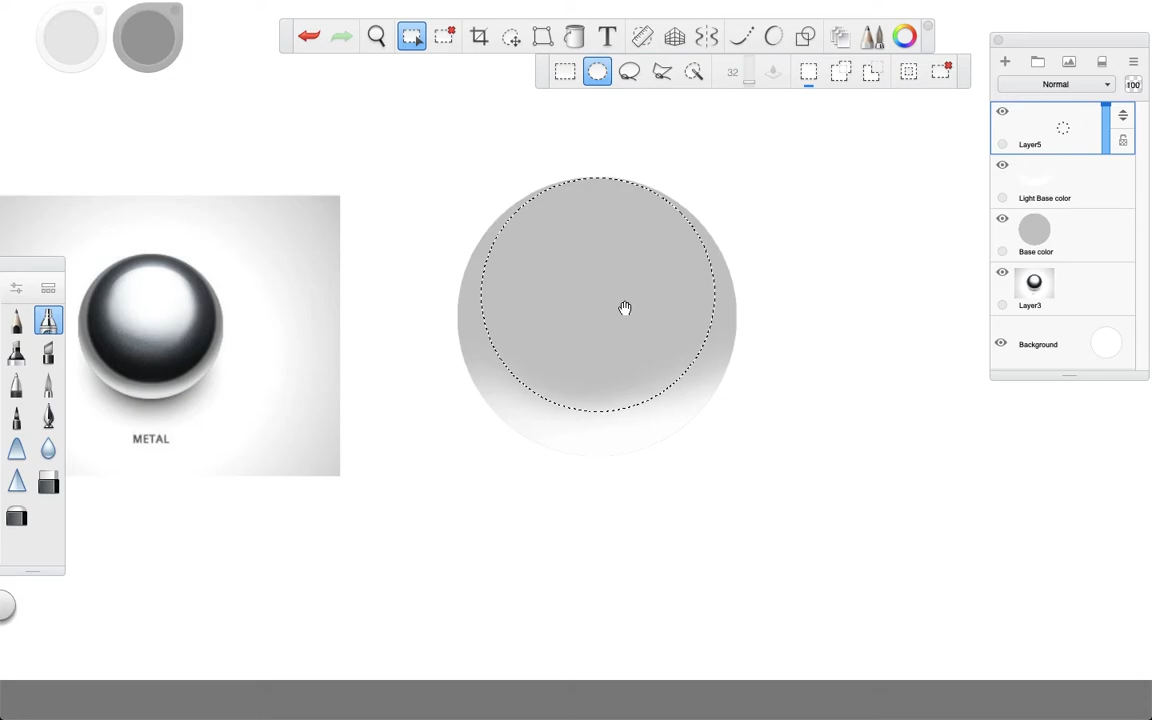 T
32
Normal
100
Layer5
Light Base color
Base color
Layer3
Background
METAL